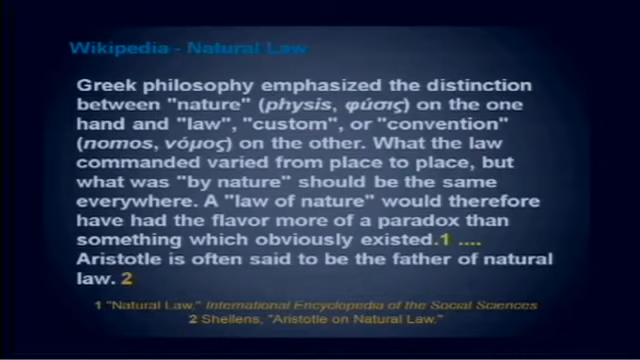 Wikipedia - Natural Law
Greek philosophy emphasized the distinction
between "nature" (physis, φύσις) on the one
hand and "law", "custom", or "convention"
(nomos, νόμος) on the other. What the law
commanded varied from place to place, but
what was "by nature" should be the same
everywhere. A "law of nature" would therefore
have had the flavor more of a paradox than
something which obviously existed.1 ....
Aristotle is often said to be the father of natural
law. 2
1 "Natural Law," International Encyclopedia of the Social Sciences
2 Shellens, "Aristotle on Natural Law."